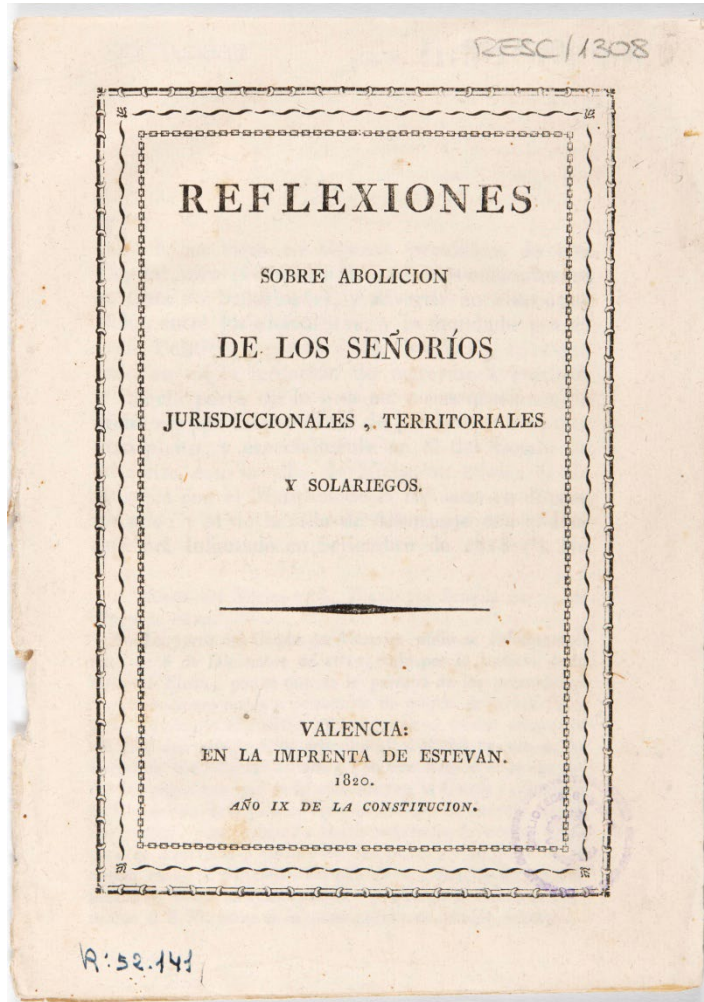 RESC/1308
REFLEXIONES
SOBRE ABOLICION
DE LOS SEÑORÍOS
JURISDICCIONALES , TERRITORIALES
Y SOLARIEGOS.
VALENCIA:
EN LA IMPRENTA DE ESTEVAN.
1820.
AÑO IX DE LA CONSTITUCION.
R:52.141